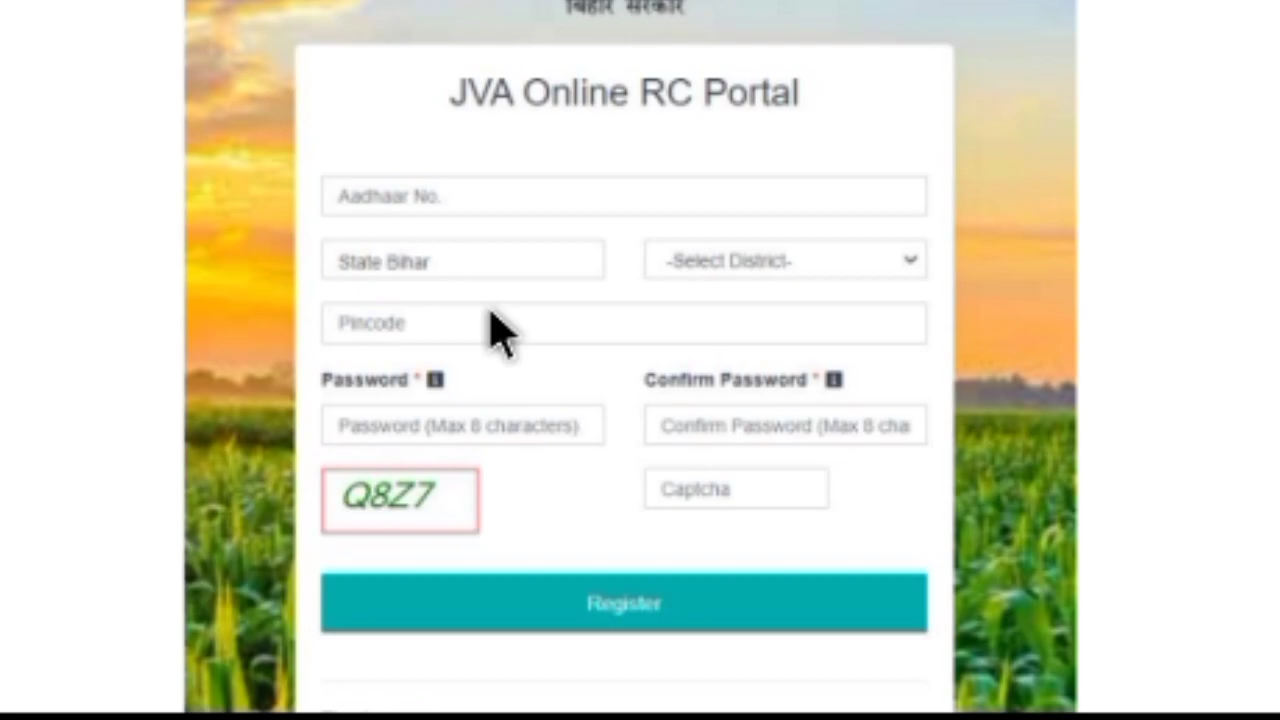 बिहार सरकार
JVA Online RC Portal
Aadhaar No.
State Bihar
-Select District-
Pincode
Password *
Confirm Password *
Password (Max 8 characters)
Confirm Password (Max 8 cha
Q8Z7
Captcha
Register